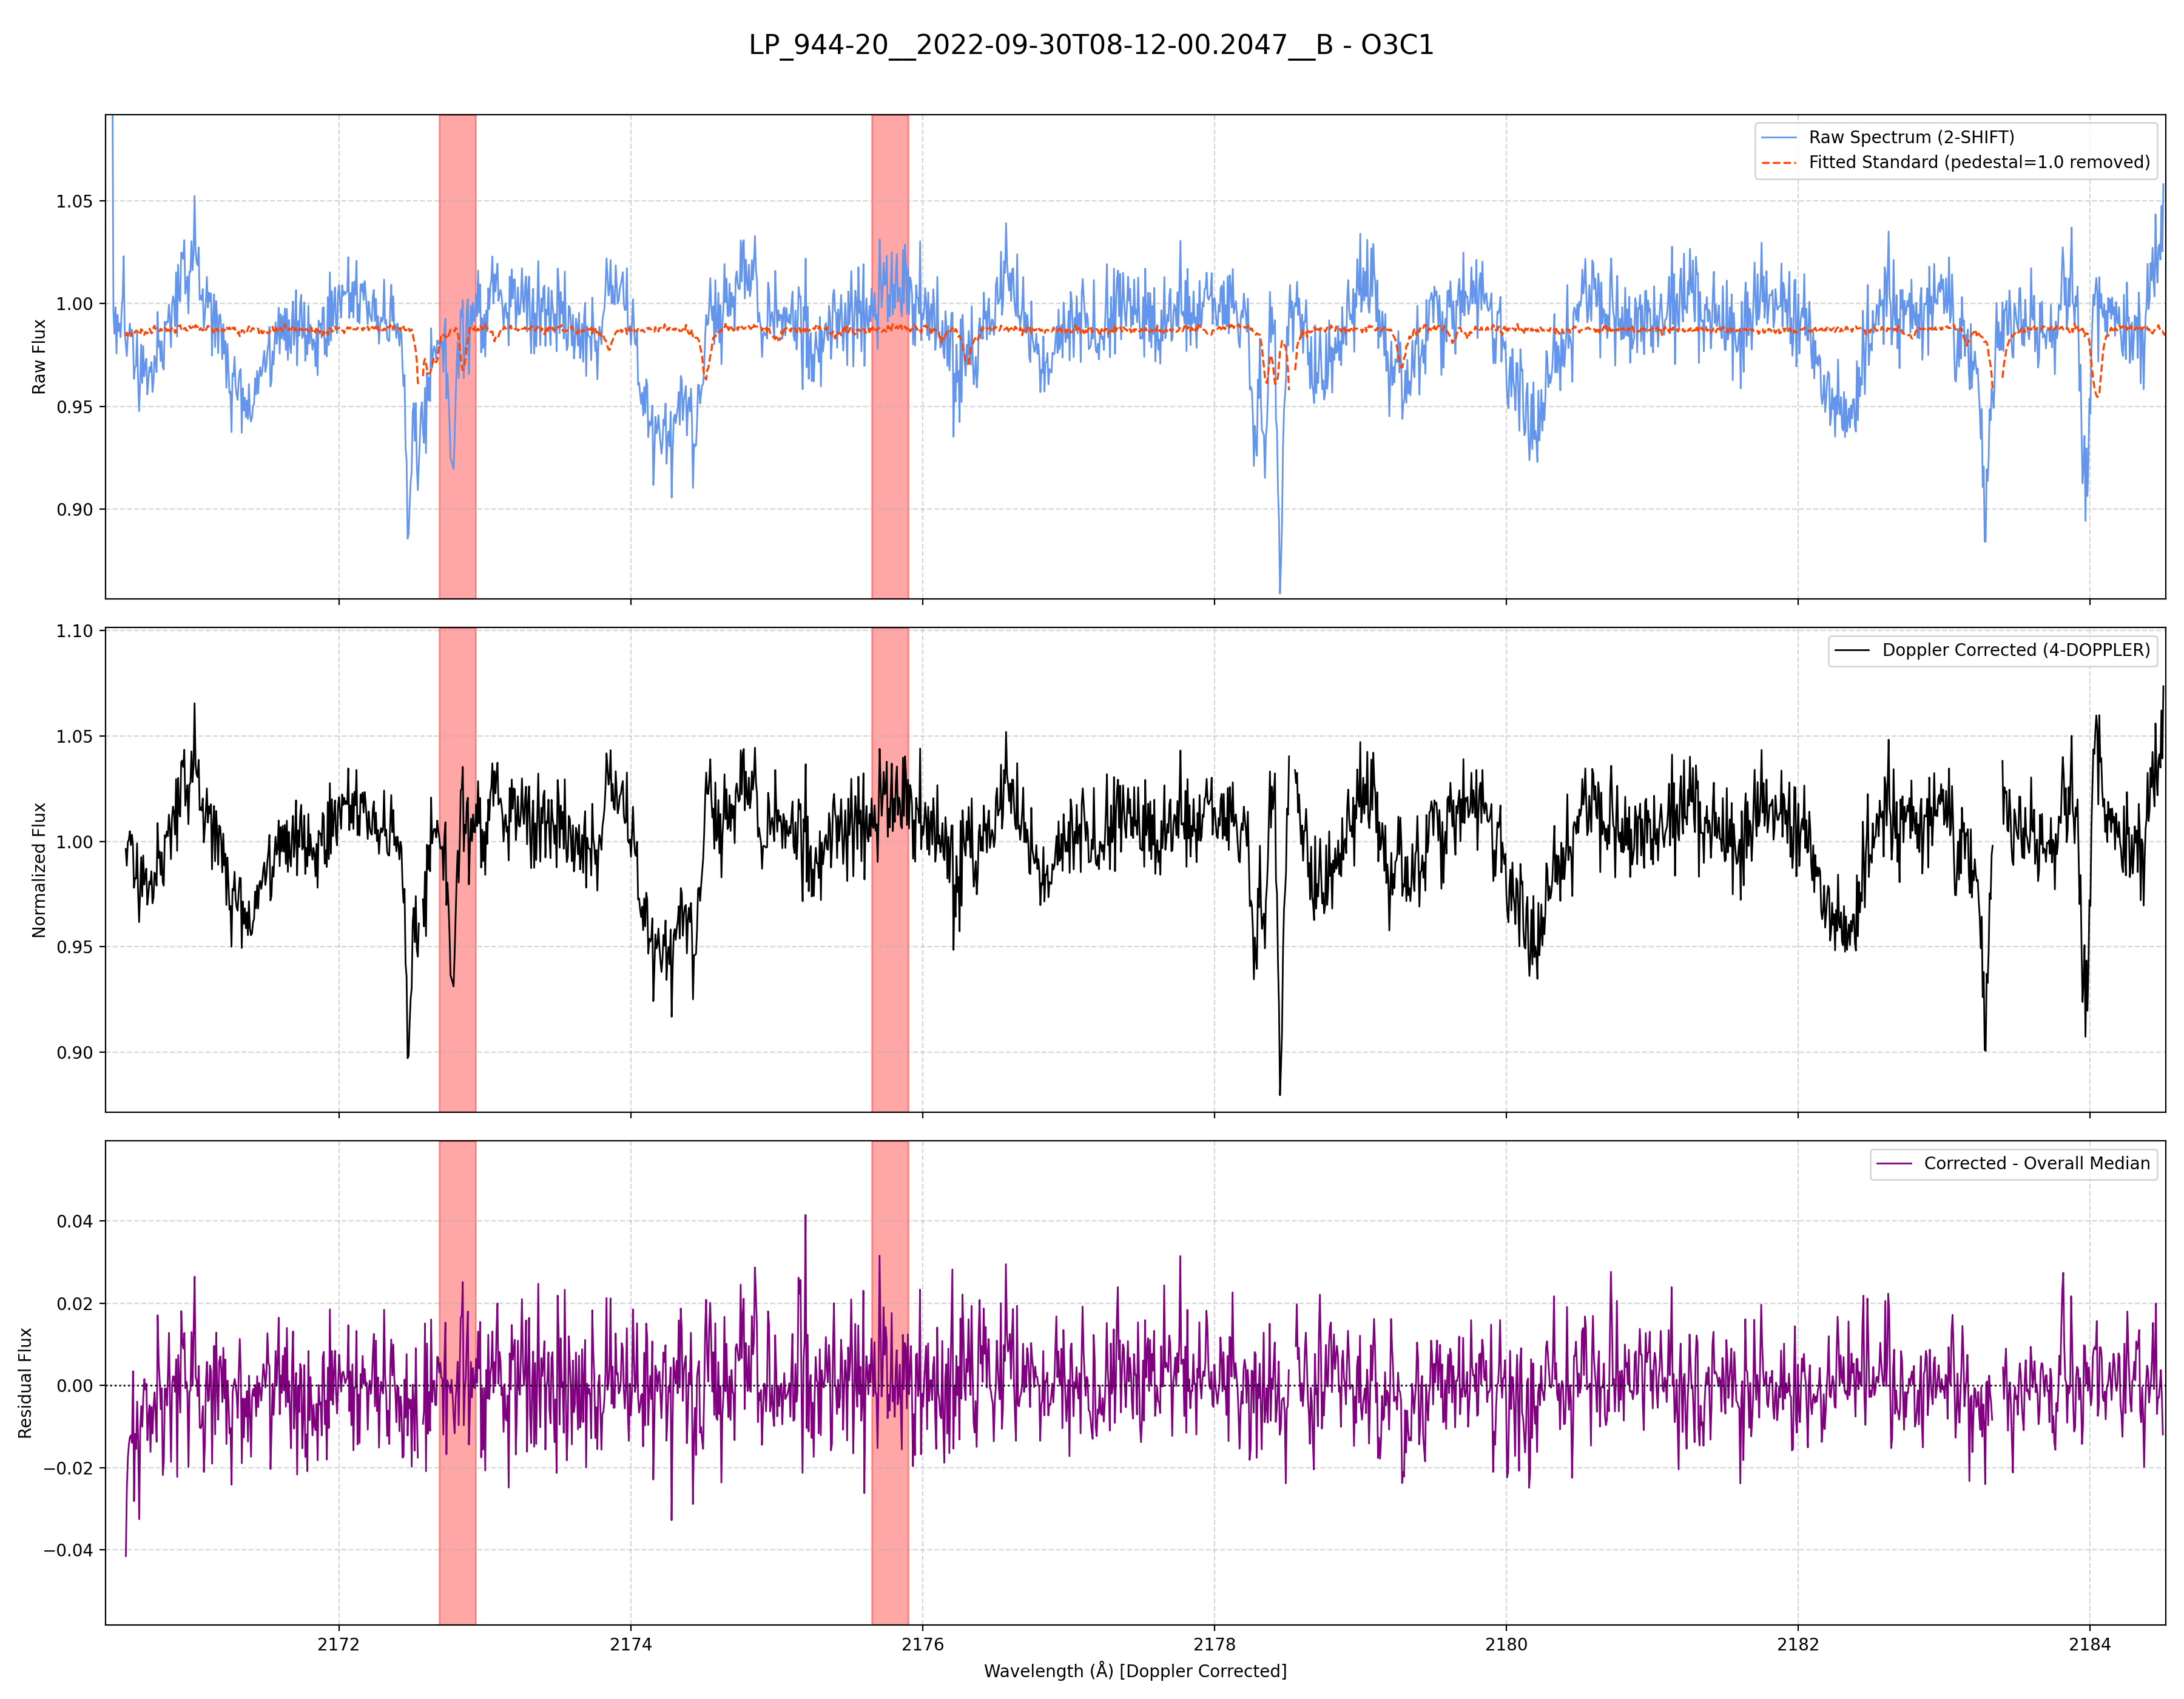 LP_944-20__2022-09-30T08-12-00.2047__B - O3C1
Raw Spectrum (2-SHIFT)
Fitted Standard (pedestal=1.0 removed)
1.05
1.00
0.95
0.90
Raw Flux
Doppler Corrected (4-DOPPLER)
1.10
1.05
1.00
0.95
0.90
Normalized Flux
Corrected - Overall Median
0.04
0.02
0.00
−0.02
−0.04
Residual Flux
2172 2174 2176 2178 2180 2182 2184
Wavelength (Å) [Doppler Corrected]